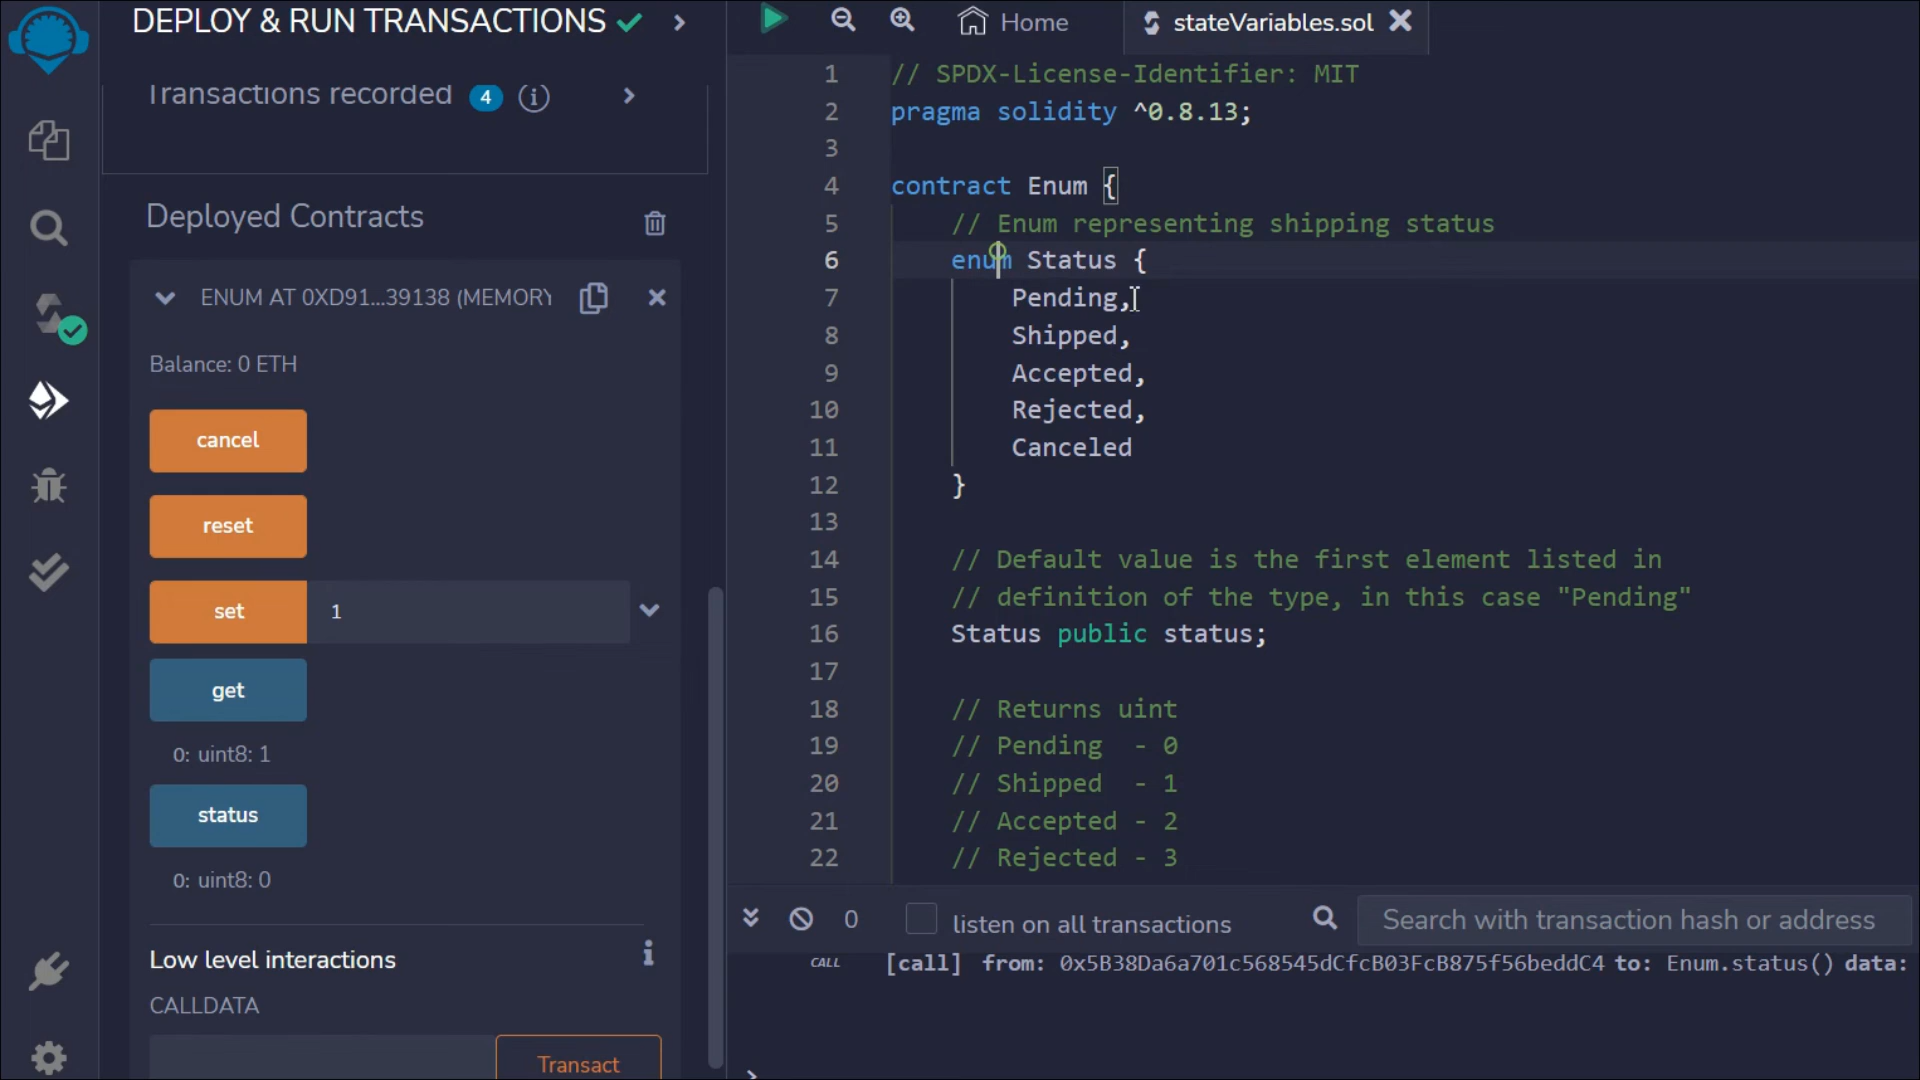 DEPLOY & RUN TRANSACTIONS
Transactions recorded 4
Deployed Contracts
ENUM AT 0XD91...39138 (MEMORY
Balance: 0 ETH
cancel
reset
set 1
get
0: uint8: 1
status
0: uint8: 0
Low level interactions
CALLDATA
Transact
Home
stateVariables.sol
1 // SPDX-License-Identifier: MIT
2 pragma solidity ^0.8.13;
3
4 contract Enum {
5 // Enum representing shipping status
6 enum Status {
7 Pending,
8 Shipped,
9 Accepted,
10 Rejected,
11 Canceled
12 }
13
14 // Default value is the first element listed in
15 // definition of the type, in this case "Pending"
16 Status public status;
17
18 // Returns uint
19 // Pending - 0
20 // Shipped - 1
21 // Accepted - 2
22 // Rejected - 3
0 listen on all transactions Search with transaction hash or address
CALL [call] from: 0x5B38Da6a701c568545dCfcB03FcB875f56beddC4 to: Enum.status() data:
>